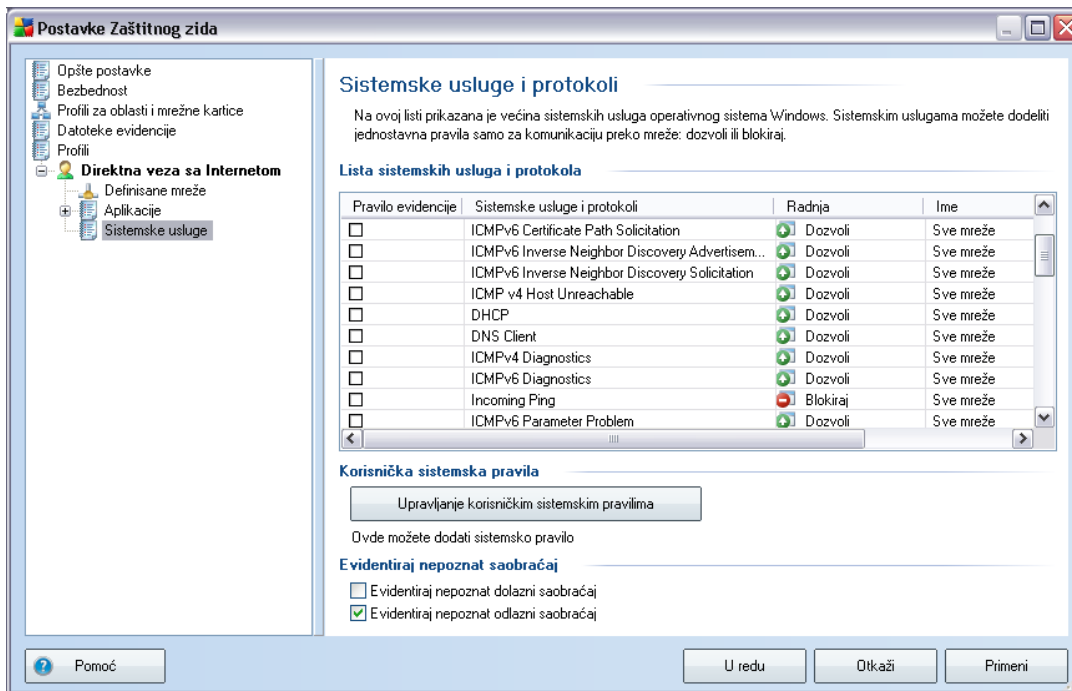 Postavke Zaštitnog zida
Opšte postavke
Bezbednost
Profili za oblasti i mrežne kartice
Datoteke evidencije
Profili
Direktna veza sa Internetom
Definisane mreže
Aplikacije
Sistemske usluge
Sistemske usluge i protokoli
Na ovoj listi prikazana je većina sistemskih usluga operativnog sistema Windows. Sistemskim uslugama možete dodeliti
jednostavna pravila samo za komunikaciju preko mreže: dozvoli ili blokiraj.
Lista sistemskih usluga i protokola
Pravilo evidencije Sistemske usluge i protokoli Radnja Ime
ICMPv6 Certificate Path Solicitation Dozvoli Sve mreže
ICMPv6 Inverse Neighbor Discovery Advertisem... Dozvoli Sve mreže
ICMPv6 Inverse Neighbor Discovery Solicitation Dozvoli Sve mreže
ICMP v4 Host Unreachable Dozvoli Sve mreže
DHCP Dozvoli Sve mreže
DNS Client Dozvoli Sve mreže
ICMPv4 Diagnostics Dozvoli Sve mreže
ICMPv6 Diagnostics Dozvoli Sve mreže
Incoming Ping Blokiraj Sve mreže
ICMPv6 Parameter Problem Dozvoli Sve mreže
Korisnička sistemska pravila
Upravljanje korisničkim sistemskim pravilima
Ovde možete dodati sistemsko pravilo
Evidentiraj nepoznat saobraćaj
Evidentiraj nepoznat dolazni saobraćaj
Evidentiraj nepoznat odlazni saobraćaj
Pomoć U redu Otkaži Primeni